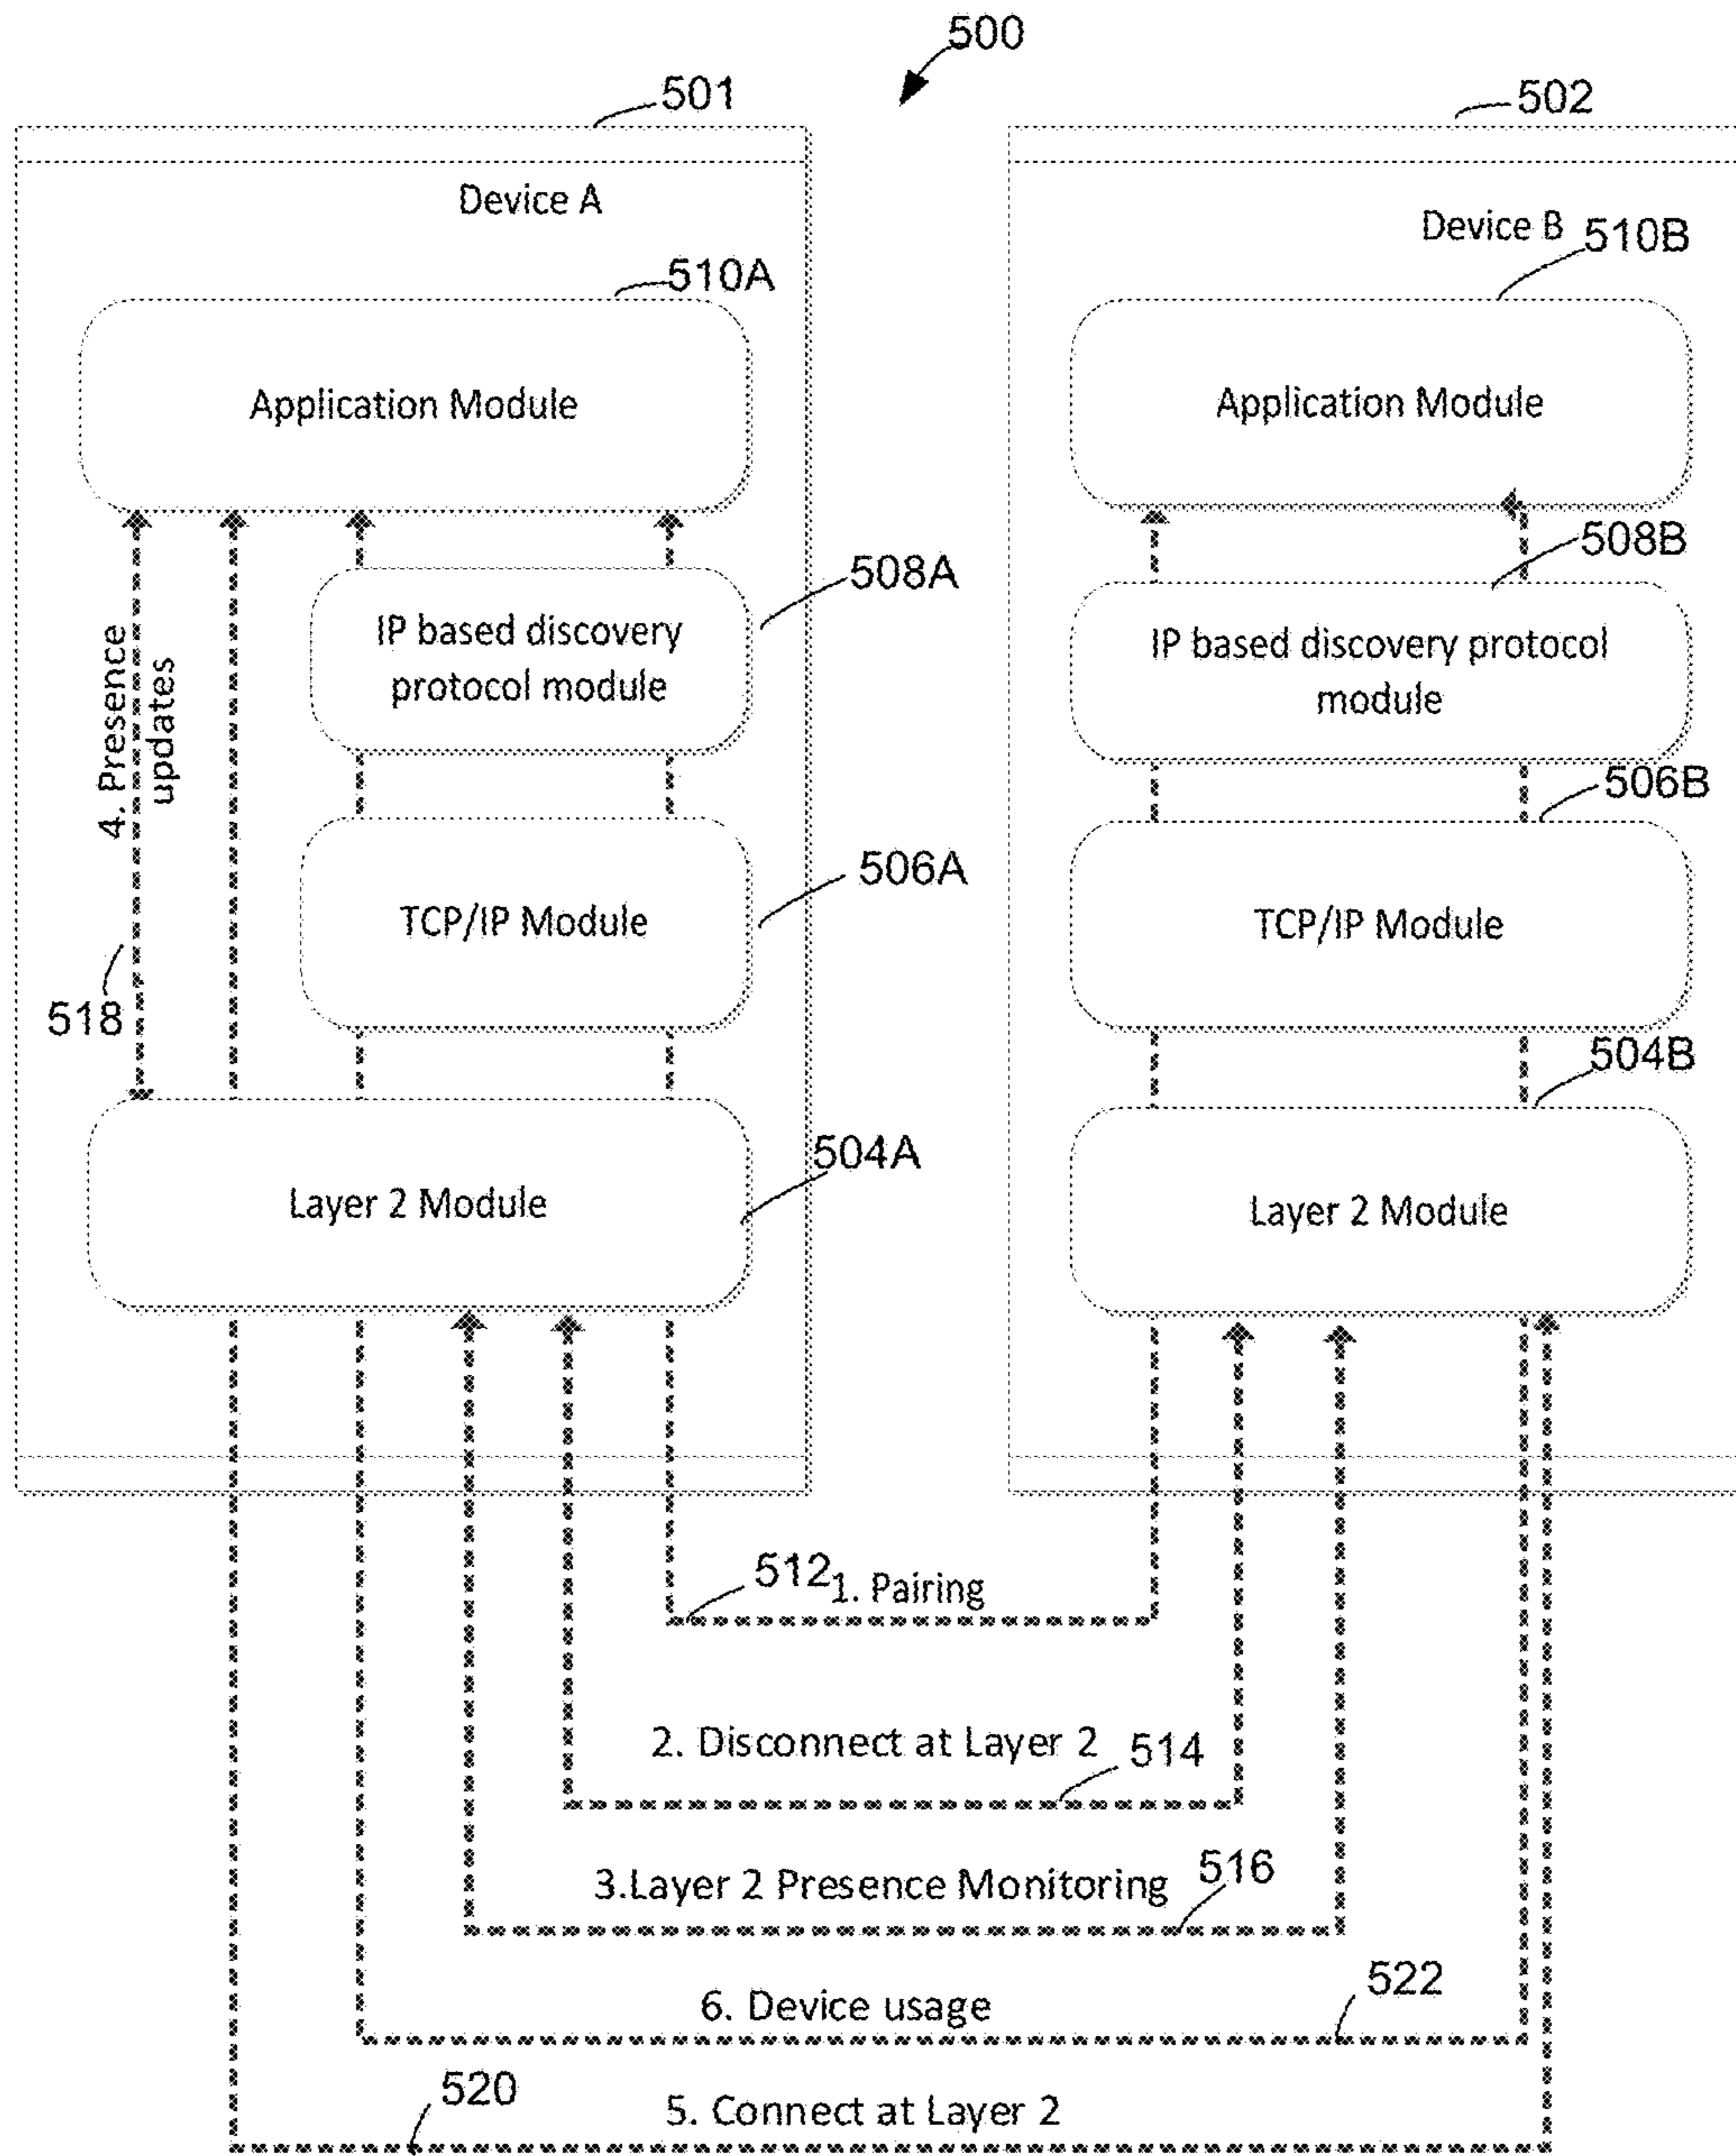 500
501
502
Device A
Device B
510B
510A
Application Module
Application Module
508B
508A
IP based discovery
protocol module
IP based discovery protocol
module
4. Presence
updates
506B
506A
TCP/IP Module
TCP/IP Module
518
504B
504A
Layer 2 Module
Layer 2 Module
512
1. Pairing
2. Disconnect at Layer 2
514
3.Layer 2 Presence Monitoring
516
6. Device usage
522
520
5. Connect at Layer 2